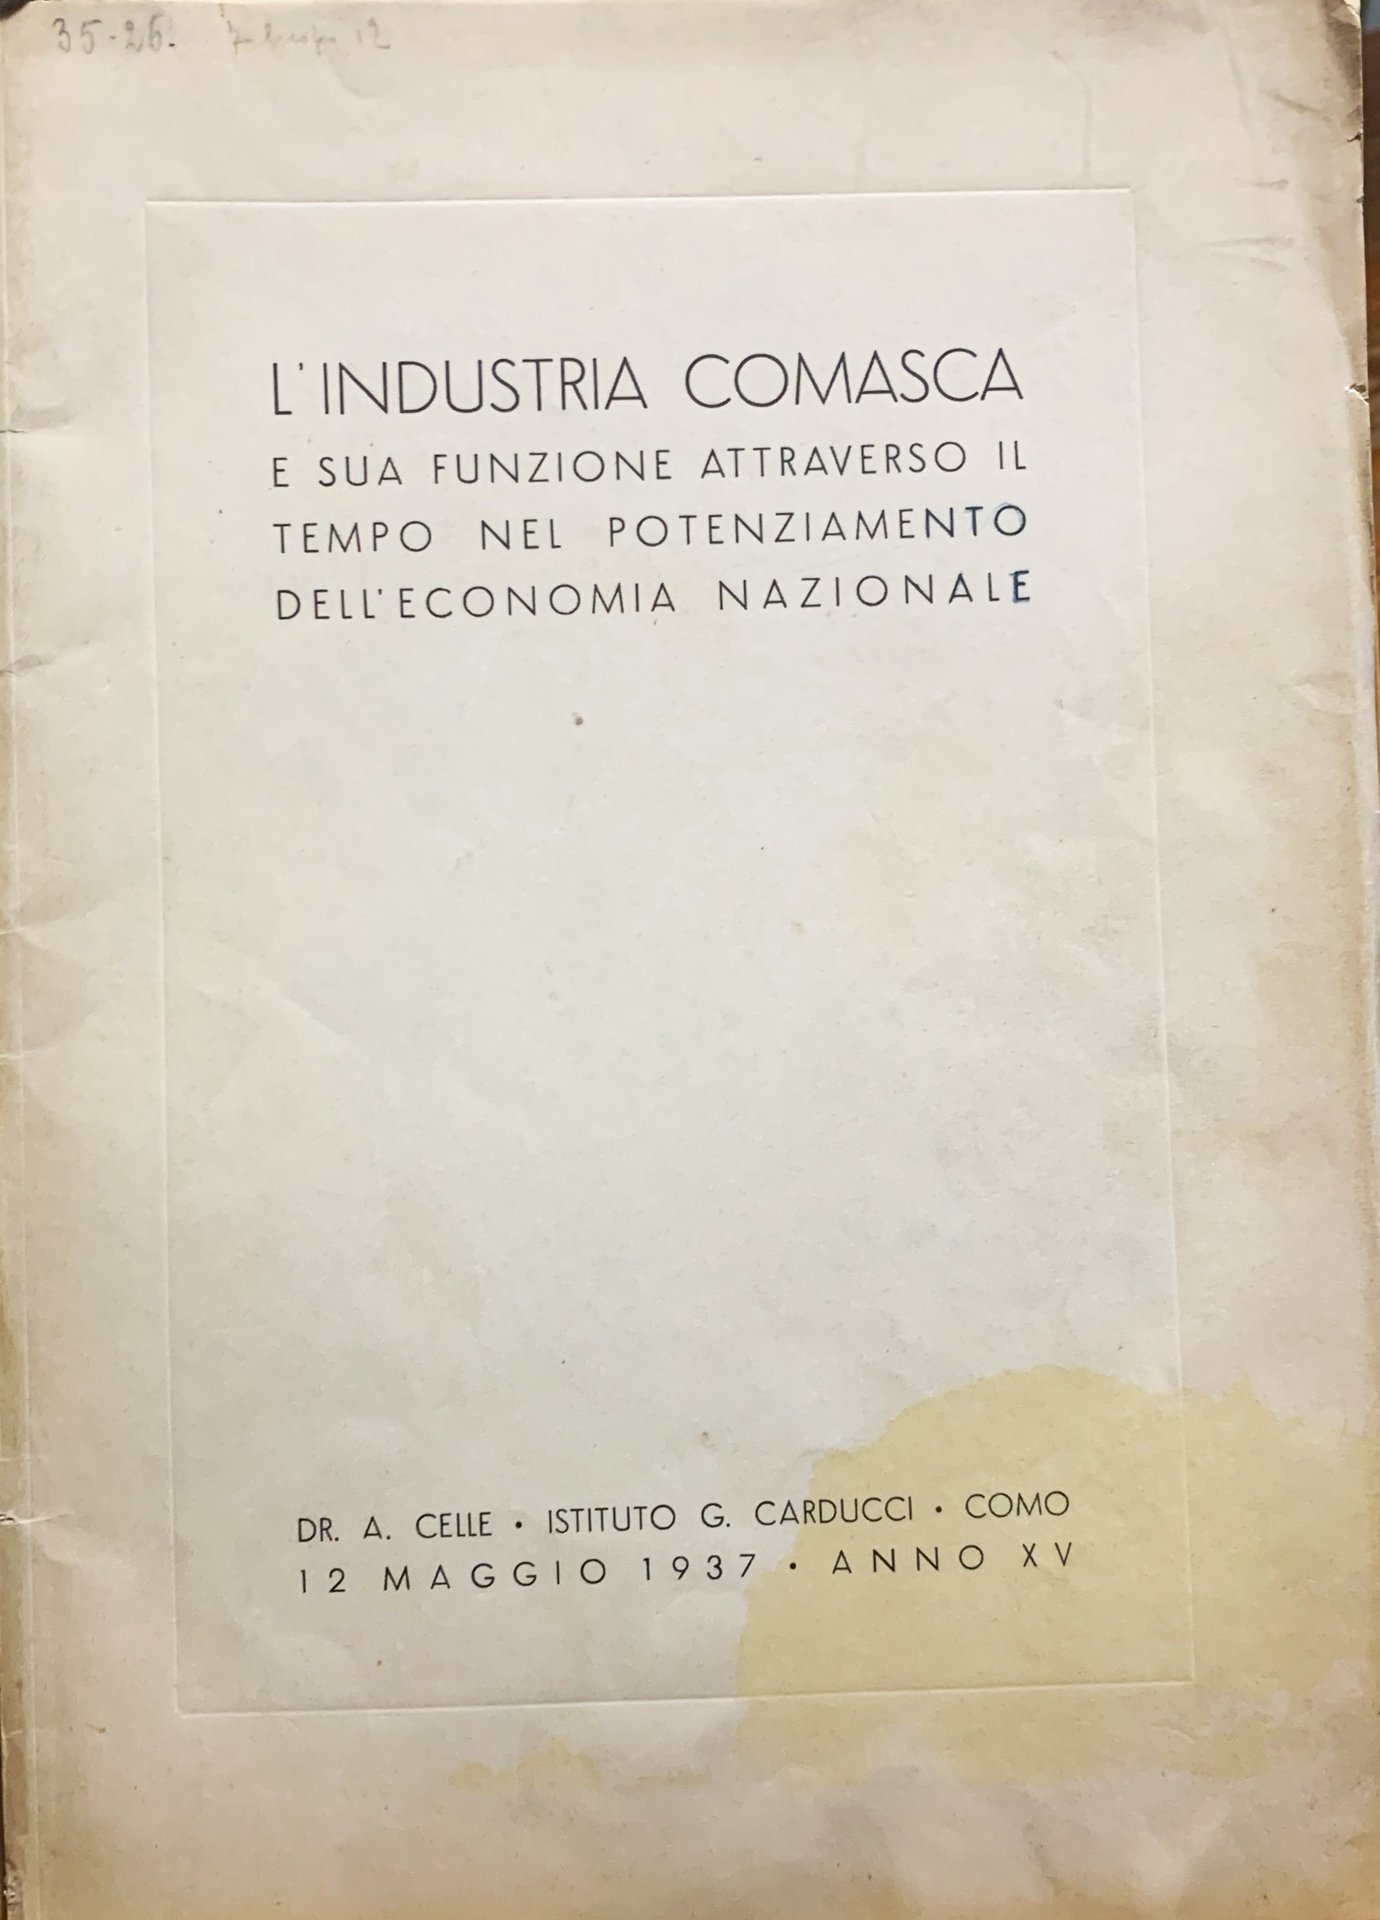 35-26.
L'INDUSTRIA COMASCA
E SUA FUNZIONE ATTRAVERSO IL
TEMPO NEL POTENZIAMENTO
DELL'ECONOMIA NAZIONALE
DR. A. CELLE • ISTITUTO G. CARDUCCI • COMO
12 MAGGIO 1937 • ANNO XV